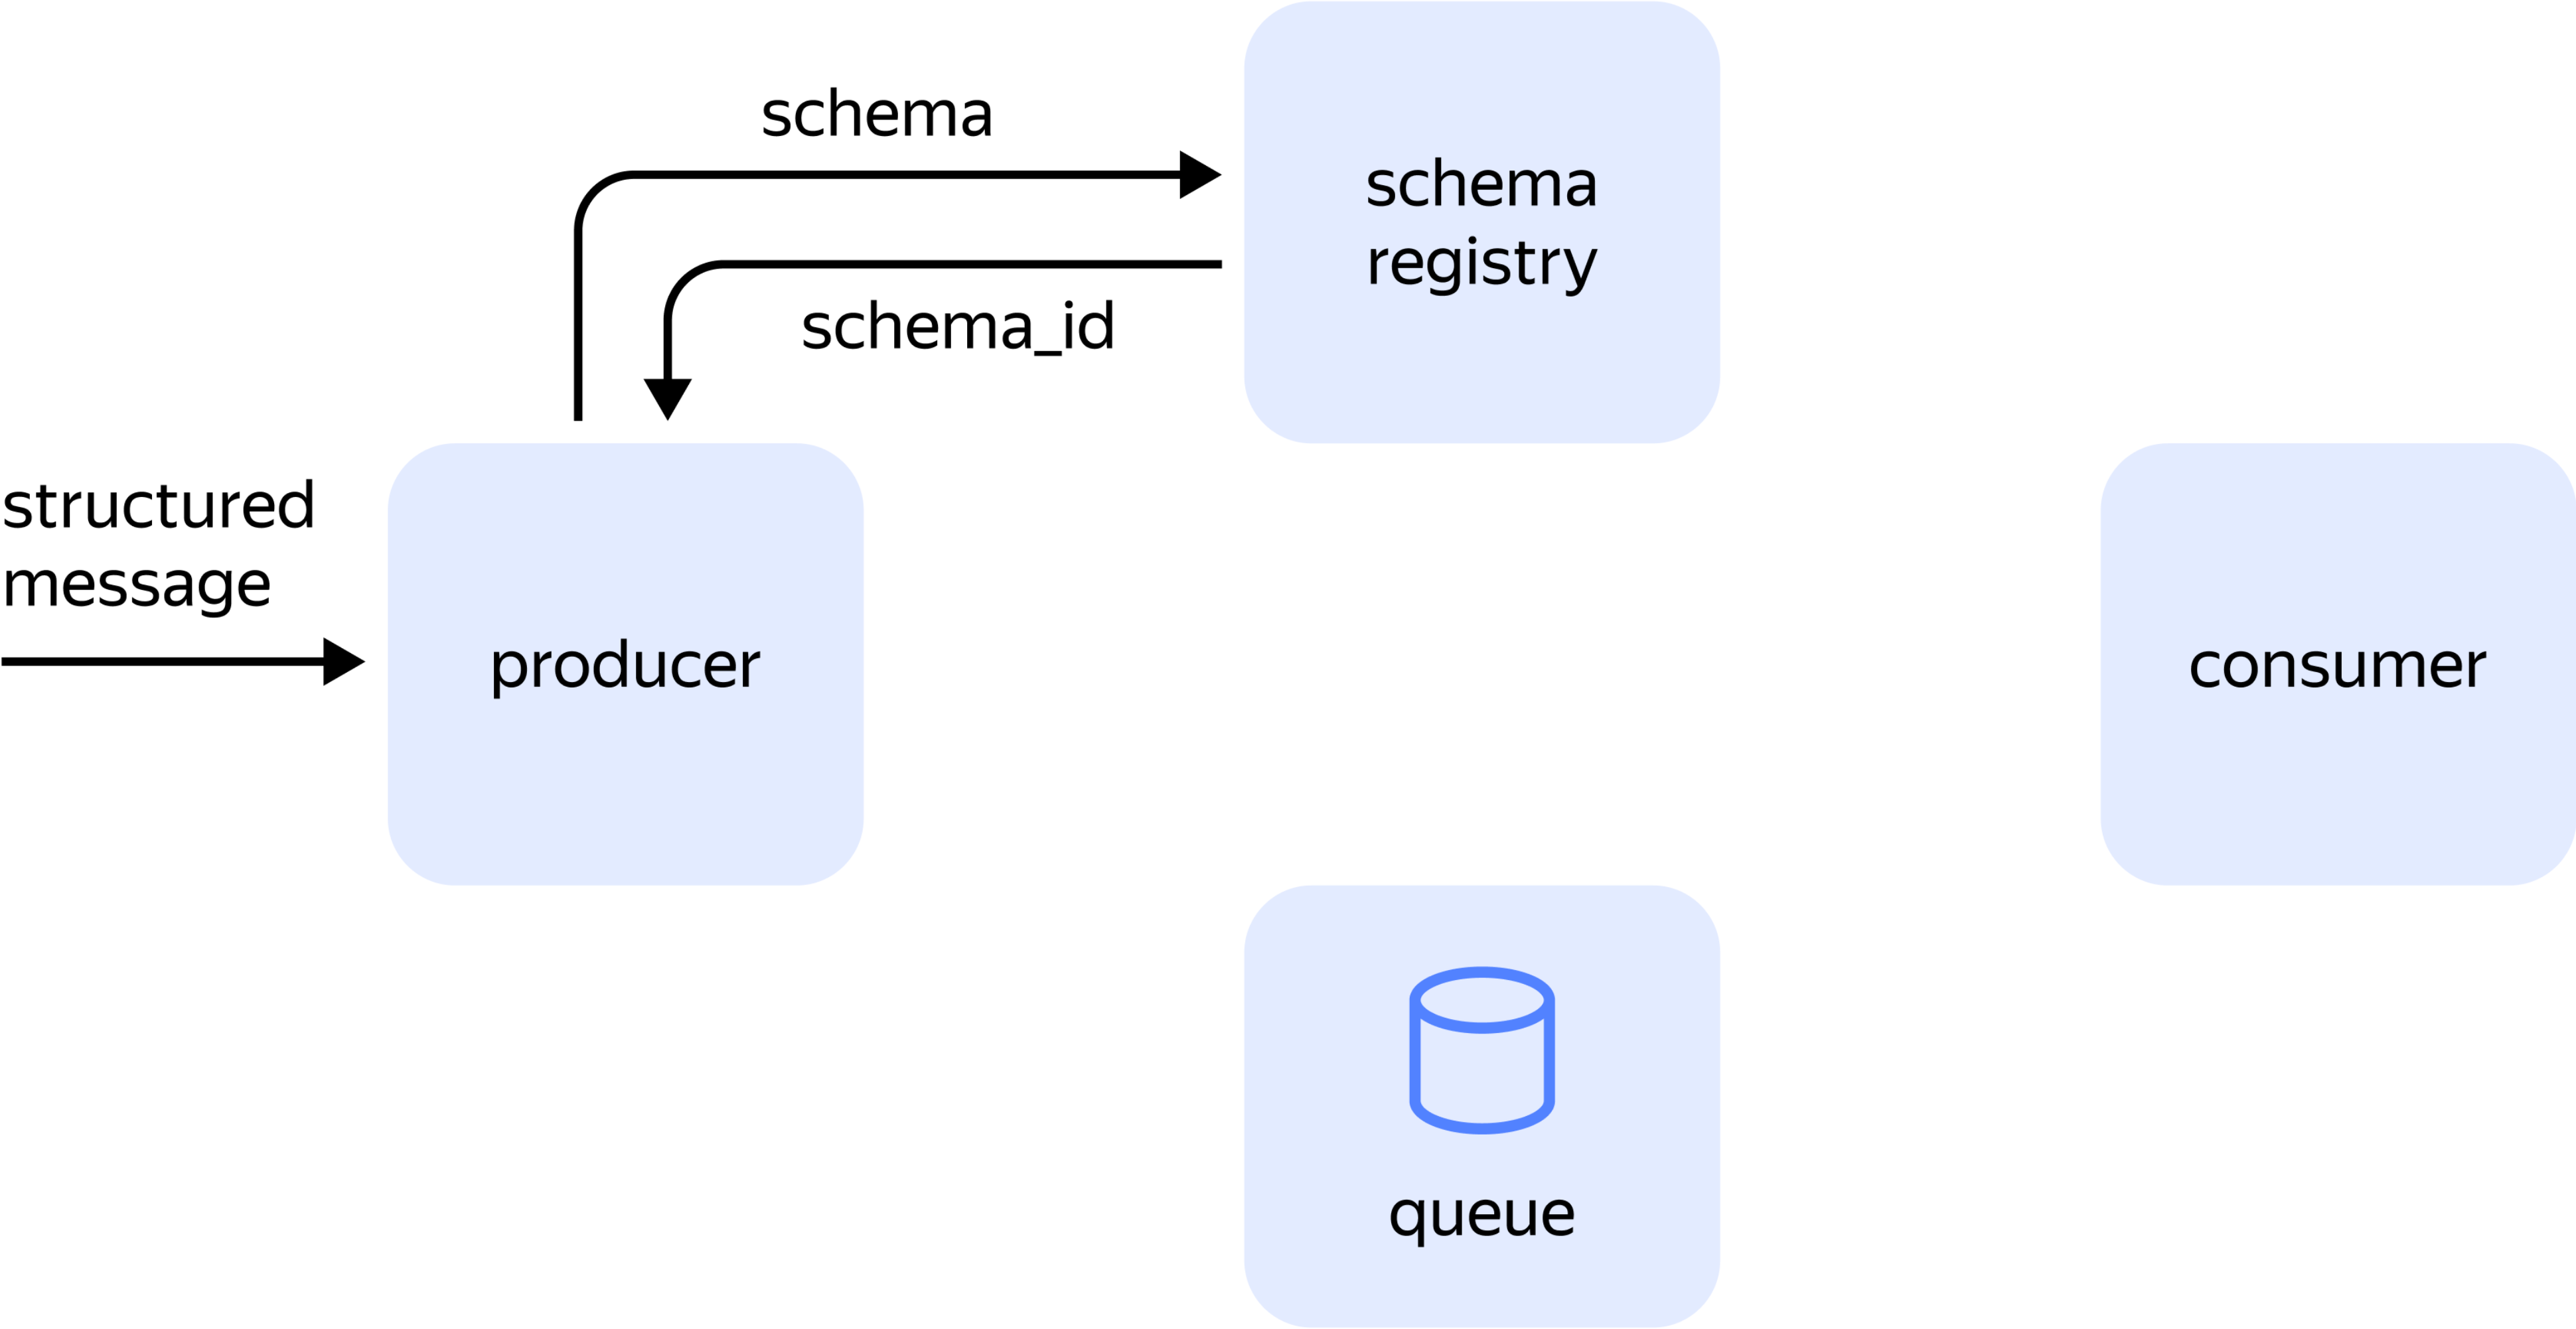 schema
schema
registry
schema_id
structured
message
producer
consumer
queue